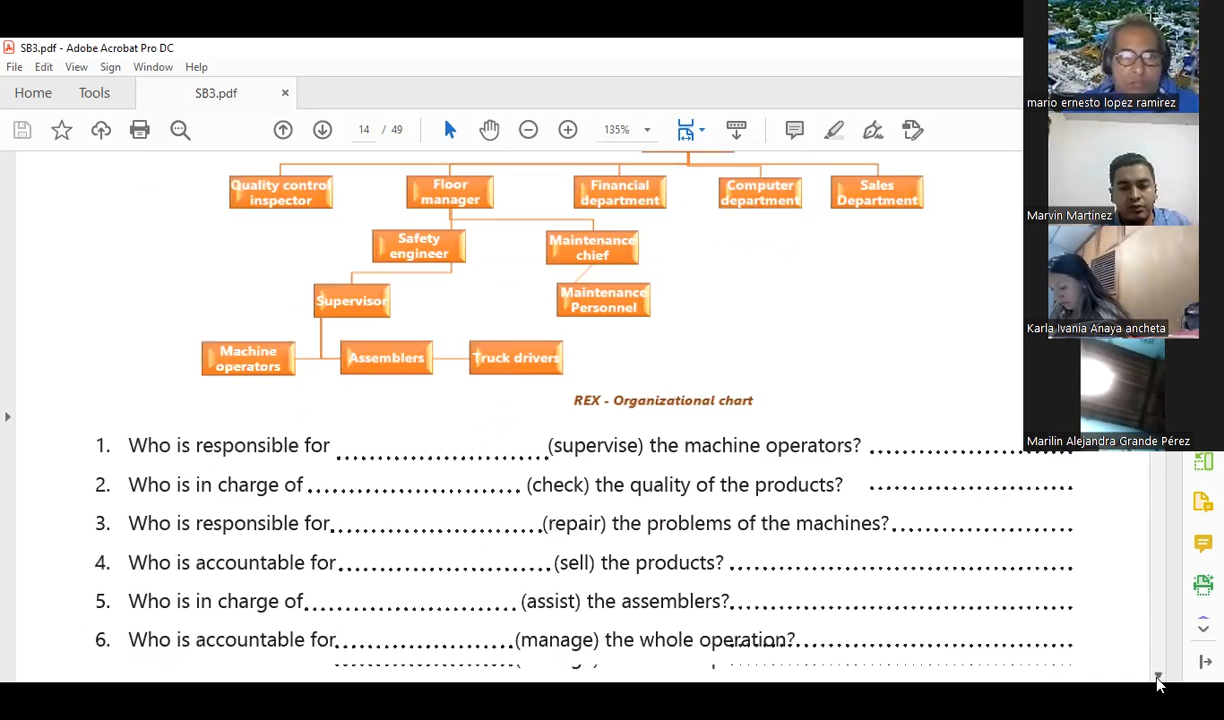 SB3.pdf - Adobe Acrobat Pro DC
File Edit View Sign Window Help
Home Tools SB3.pdf ×
14 / 49 135%
mario ernesto lopez ramirez
Marvin Martinez
Karla Ivania Anaya ancheta
Marilin Alejandra Grande Pérez
Quality control
inspector
Floor
manager
Financial
department
Computer
department
Sales
Department
Safety
engineer
Maintenance
chief
Supervisor
Maintenance
Personnel
Machine
operators
Assemblers
Truck drivers
REX - Organizational chart
1. Who is responsible for ............................ (supervise) the machine operators? ............................
2. Who is in charge of ............................ (check) the quality of the products? ............................
3. Who is responsible for ............................ (repair) the problems of the machines? ............................
4. Who is accountable for ............................ (sell) the products? ............................
5. Who is in charge of ............................ (assist) the assemblers? ............................
6. Who is accountable for ............................ (manage) the whole operation? ............................